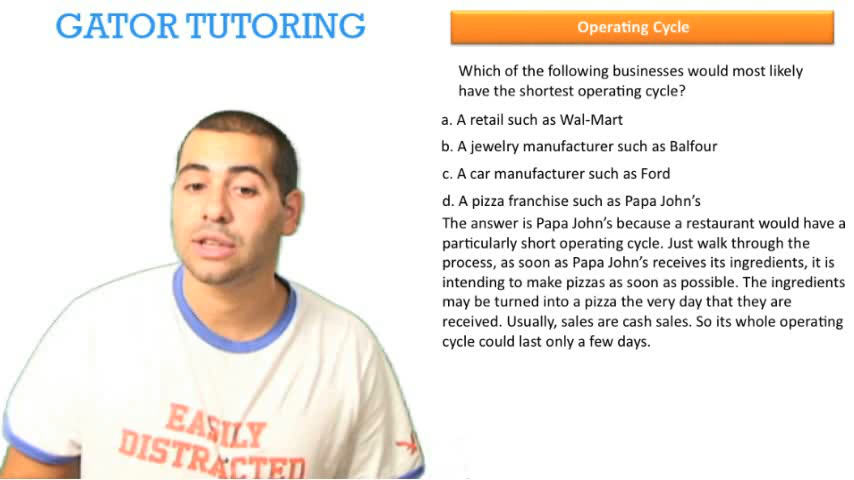 GATOR TUTORING
Operating Cycle
Which of the following businesses would most likely
have the shortest operating cycle?
a. A retail such as Wal-Mart
b. A jewelry manufacturer such as Balfour
c. A car manufacturer such as Ford
d. A pizza franchise such as Papa John's
The answer is Papa John's because a restaurant would have a
particularly short operating cycle. Just walk through the
process, as soon as Papa John's receives its ingredients, it is
intending to make pizzas as soon as possible. The ingredients
may be turned into a pizza the very day that they are
received. Usually, sales are cash sales. So its whole operating
cycle could last only a few days.
EASILY
DISTRACTED